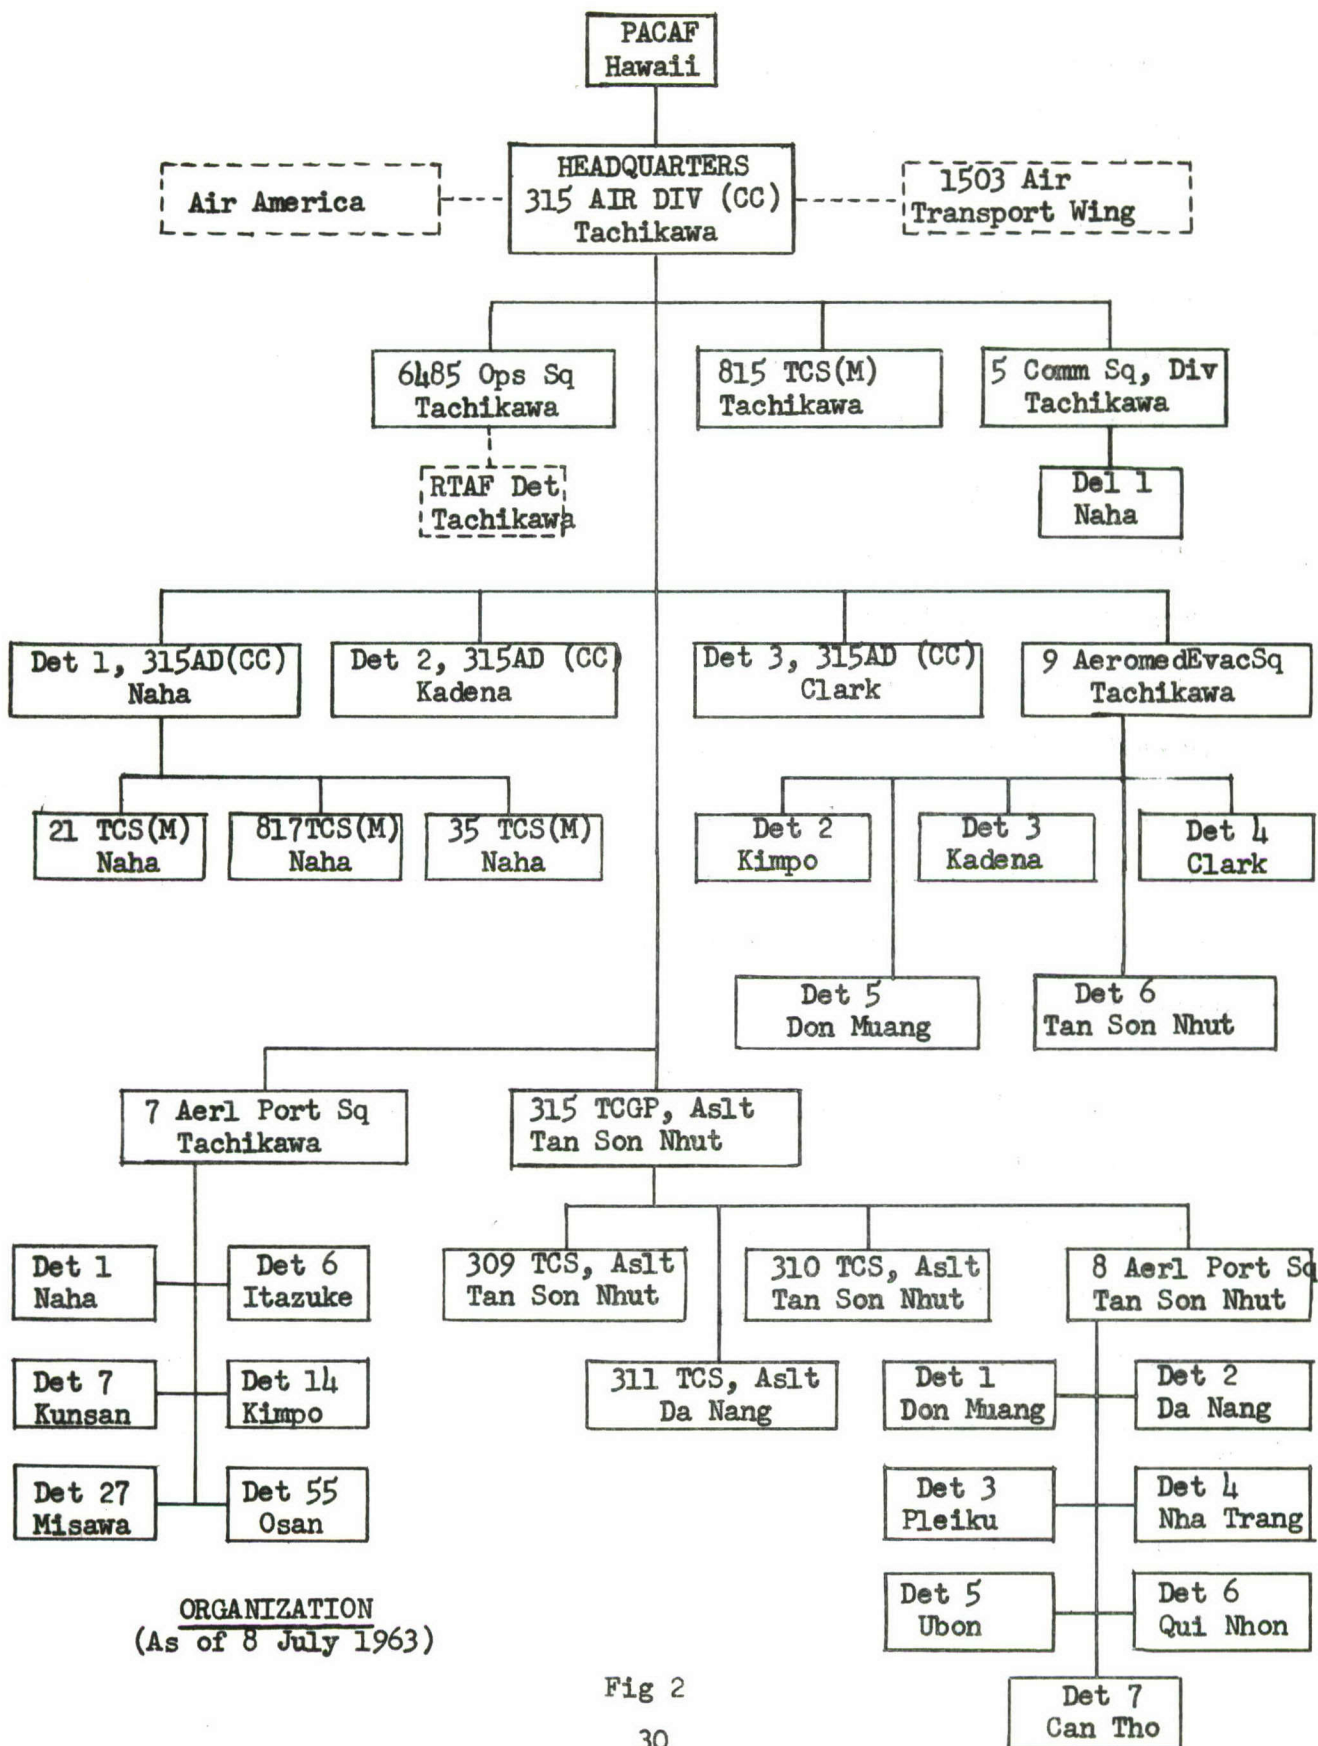 PACAF
Hawaii
HEADQUARTERS
315 AIR DIV (CC)
Tachikawa
Air America
1503 Air
Transport Wing
6485 Ops Sq
Tachikawa
815 TCS(M)
Tachikawa
5 Comm Sq, Div
Tachikawa
RTAF Det
Tachikawa
Del 1
Naha
Det 1, 315AD(CC)
Naha
Det 2, 315AD (CC)
Kadena
Det 3, 315AD (CC)
Clark
9 AeromedEvacSq
Tachikawa
21 TCS(M)
Naha
817TCS(M)
Naha
35 TCS(M)
Naha
Det 2
Kimpo
Det 3
Kadena
Det 4
Clark
Det 5
Don Muang
Det 6
Tan Son Nhut
7 Aerl Port Sq
Tachikawa
315 TCGP, Aslt
Tan Son Nhut
Det 1
Naha
Det 6
Itazuke
309 TCS, Aslt
Tan Son Nhut
310 TCS, Aslt
Tan Son Nhut
8 Aerl Port Sq
Tan Son Nhut
Det 7
Kunsan
Det 14
Kimpo
311 TCS, Aslt
Da Nang
Det 1
Don Muang
Det 2
Da Nang
Det 27
Misawa
Det 55
Osan
Det 3
Pleiku
Det 4
Nha Trang
Det 5
Ubon
Det 6
Qui Nhon
Det 7
Can Tho
ORGANIZATION
(As of 8 July 1963)
Fig 2
30